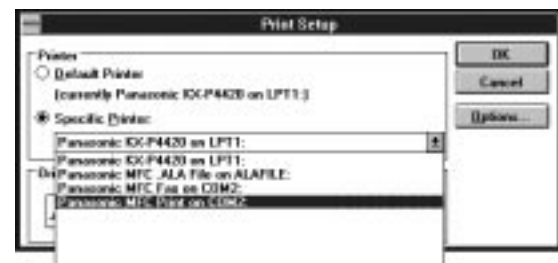 Print Setup
Printer
OK
Default Printer
(currently Panasonic KX-P4420 on LPT1:)
Cancel
Specific Printer:
Options...
Panasonic KX-P4420 on LPT1:
Panasonic KX-P4420 on LPT1:
Panasonic MFC .ALA File on ALAFILE:
Panasonic MFC Fax on COM2:
Panasonic MFC Print on COM2: